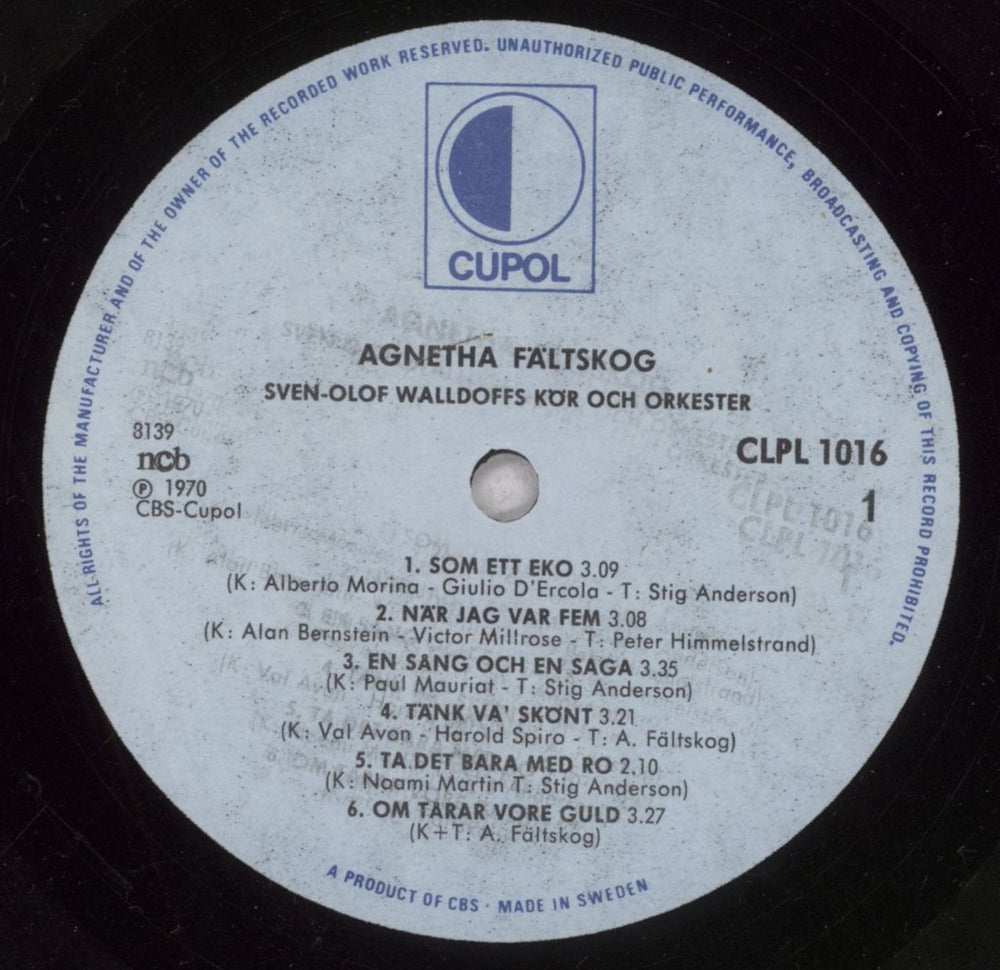 ALL RIGHTS OF THE MANUFACTURER AND OF THE OWNER OF THE RECORDED WORK RESERVED. UNAUTHORIZED PUBLIC PERFORMANCE, BROADCASTING AND COPYING OF THIS RECORD PROHIBITED.
CUPOL
AGNETHA FÄLTSKOG
SVEN-OLOF WALLDOFFS KÖR OCH ORKESTER
8139
ncb
Ⓟ 1970
CBS-Cupol
CLPL 1016
1
1. SOM ETT EKO 3.09
(K: Alberto Morina - Giulio D'Ercola - T: Stig Anderson)
2. NÄR JAG VAR FEM 3.08
(K: Alan Bernstein - Victor Millrose - T: Peter Himmelstrand)
3. EN SANG OCH EN SAGA 3.35
(K: Paul Mauriat - T: Stig Anderson)
4. TÄNK VA' SKÖNT 3.21
(K: Val Avon - Harold Spiro - T: A. Fältskog)
5. TA DET BARA MED RO 2.10
(K: Noami Martin T: Stig Anderson)
6. OM TARAR VORE GULD 3.27
(K+T: A. Fältskog)
A PRODUCT OF CBS · MADE IN SWEDEN